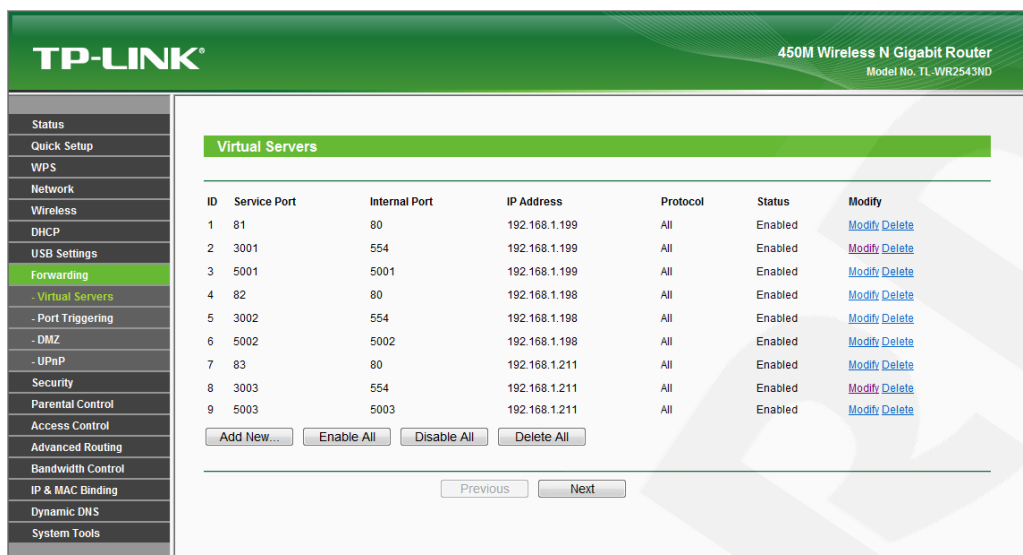 TP-LINK®
450M Wireless N Gigabit Router
Model No. TL-WR2543ND
Status
Quick Setup
WPS
Network
Wireless
DHCP
USB Settings
Forwarding
- Virtual Servers
- Port Triggering
- DMZ
- UPnP
Security
Parental Control
Access Control
Advanced Routing
Bandwidth Control
IP & MAC Binding
Dynamic DNS
System Tools
Virtual Servers
ID Service Port Internal Port IP Address Protocol Status Modify
1 81 80 192.168.1.199 All Enabled Modify Delete
2 3001 554 192.168.1.199 All Enabled Modify Delete
3 5001 5001 192.168.1.199 All Enabled Modify Delete
4 82 80 192.168.1.198 All Enabled Modify Delete
5 3002 554 192.168.1.198 All Enabled Modify Delete
6 5002 5002 192.168.1.198 All Enabled Modify Delete
7 83 80 192.168.1.211 All Enabled Modify Delete
8 3003 554 192.168.1.211 All Enabled Modify Delete
9 5003 5003 192.168.1.211 All Enabled Modify Delete
Add New... Enable All Disable All Delete All
Previous Next